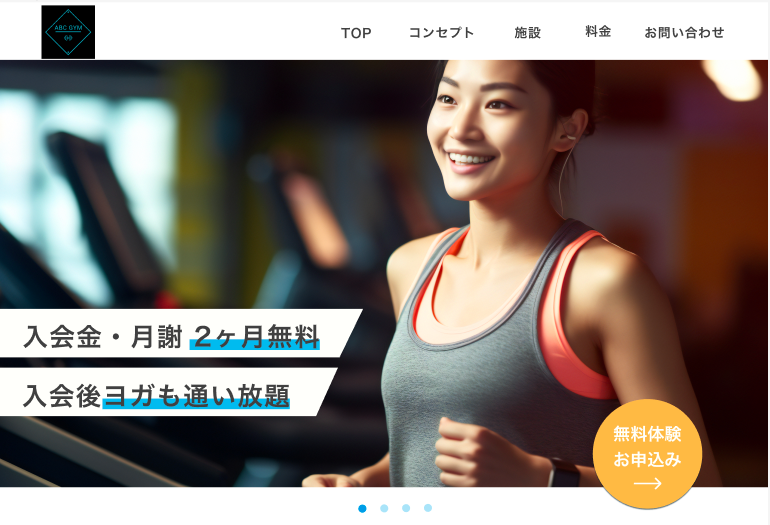 ABC GYM
TOP
コンセプト
施設
料金
お問い合わせ
入会金・月謝 2ヶ月無料
入会後ヨガも通い放題
無料体験
お申込み